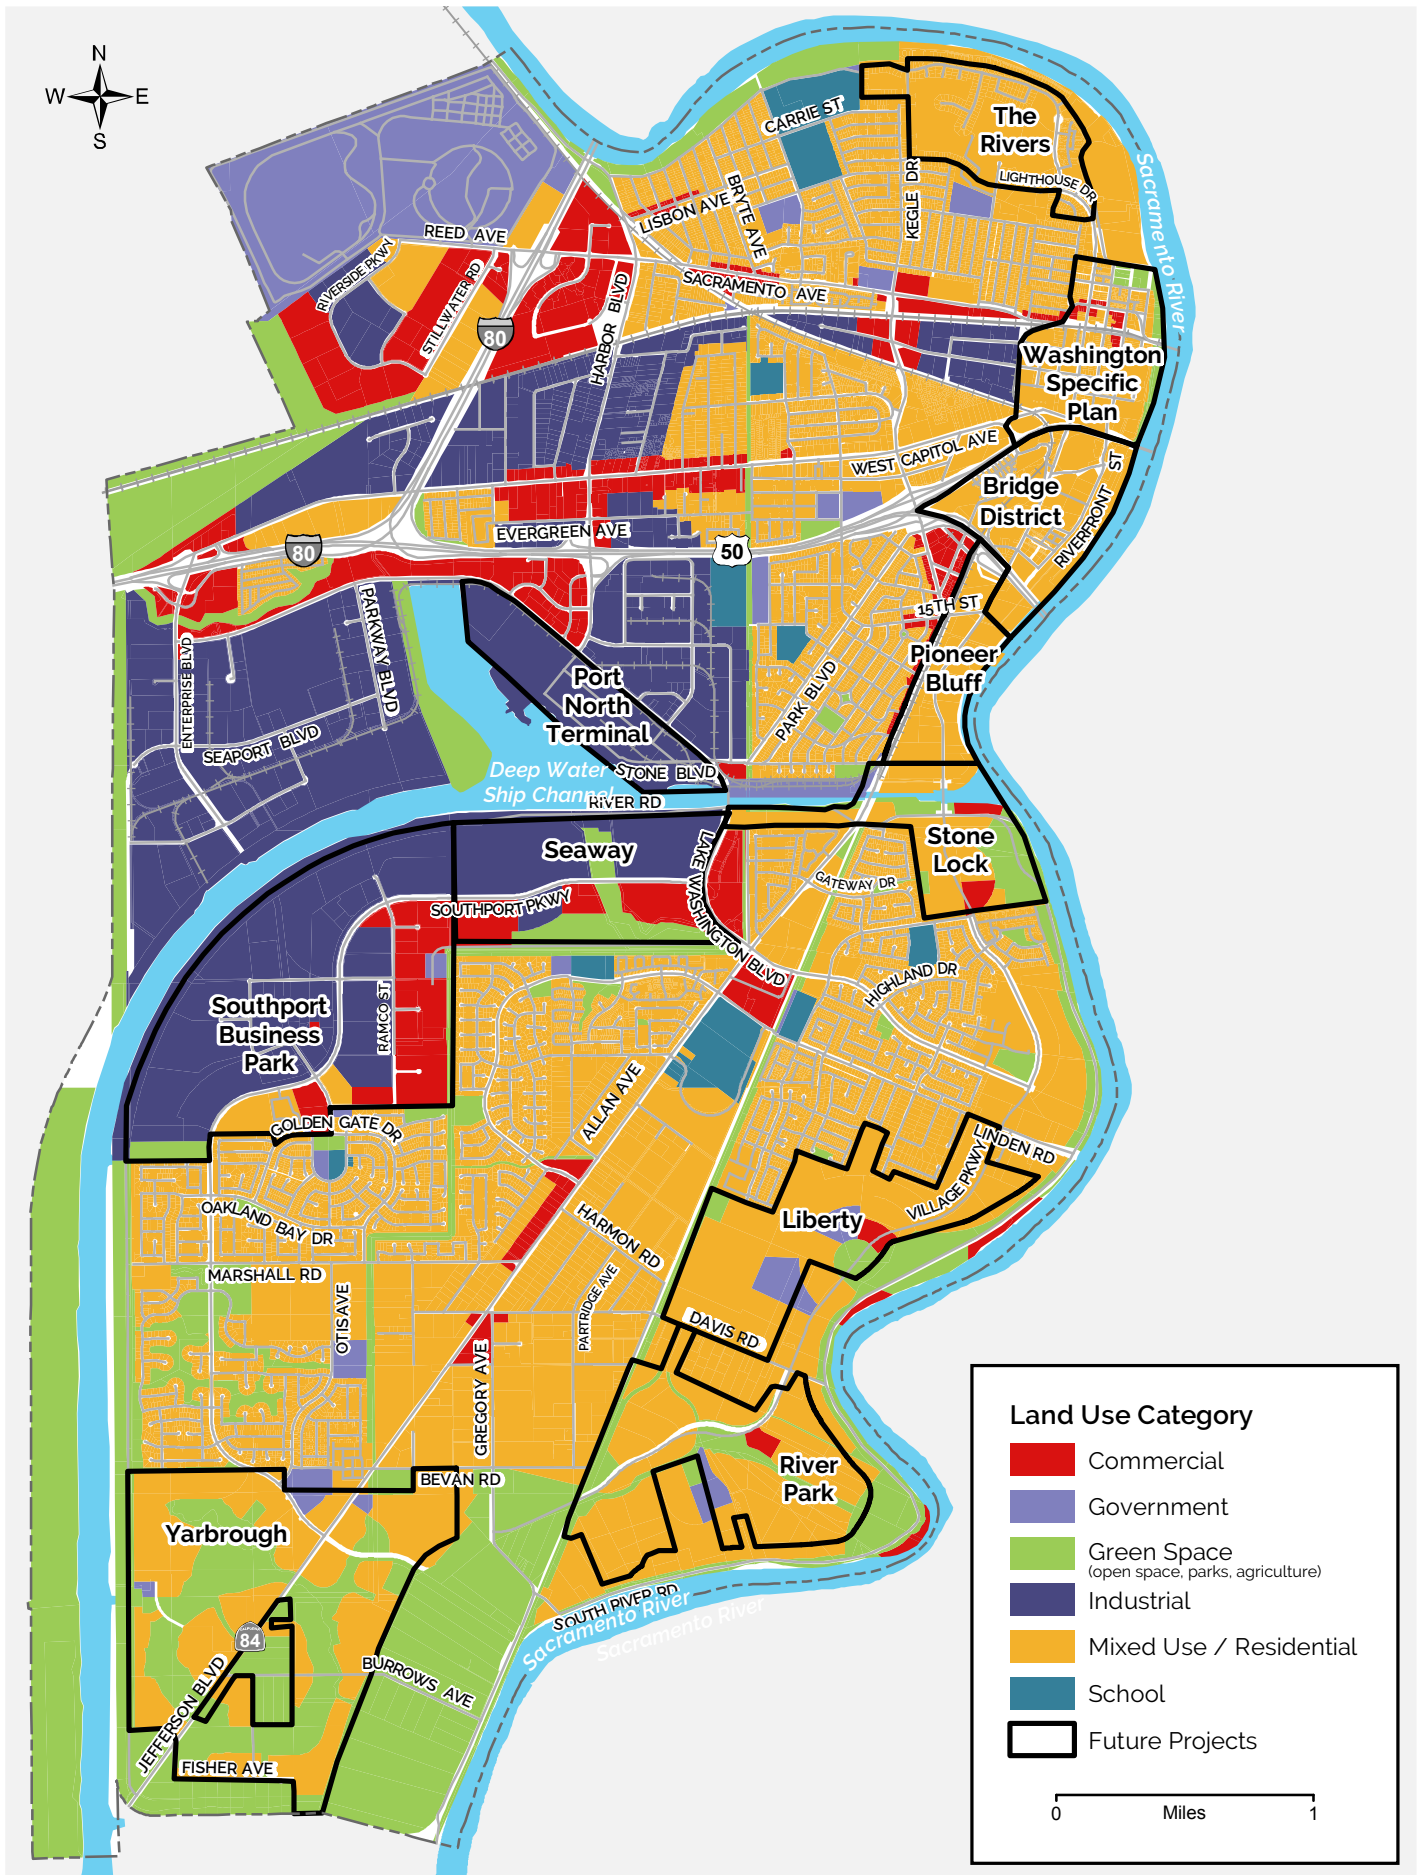 N
W E
S
CARRIE ST
The
Rivers
LIGHTHOUSE DR
Sacramento River
BRYTE AVE
KEGLE DR
LISBON AVE
REED AVE
RIVERSIDE PKWY
STILLWATER RD
HARBOR BLVD
SACRAMENTO AVE
80
Washington
Specific
Plan
WEST CAPITOL AVE
Bridge
District
RIVERFRONT ST
EVERGREEN AVE
80
50
15TH ST
PARKWAY BLVD
ENTERPRISE BLVD
SEAPORT BLVD
Port
North
Terminal
PARK BLVD
Pioneer
Bluff
Deep Water
Ship Channel
STONE BLVD
RIVER RD
Seaway
LAKE WASHINGTON BLVD
Stone
Lock
GATEWAY DR
SOUTHPORT PKWY
HIGHLAND DR
Southport
Business
Park
RAMCO ST
ALLAN AVE
GOLDEN GATE DR
LINDEN RD
VILLAGE PKWY
OAKLAND BAY DR
Liberty
HARMON RD
MARSHALL RD
OTIS AVE
PARTRIDGE AVE
DAVIS RD
GREGORY AVE
River
Park
BEVAN RD
Yarbrough
SOUTH RIVER RD
Sacramento River
Sacramento River
CALIFORNIA
84
BURROWS AVE
JEFFERSON BLVD
FISHER AVE
Land Use Category
Commercial
Government
Green Space
(open space, parks, agriculture)
Industrial
Mixed Use / Residential
School
Future Projects
0 Miles 1